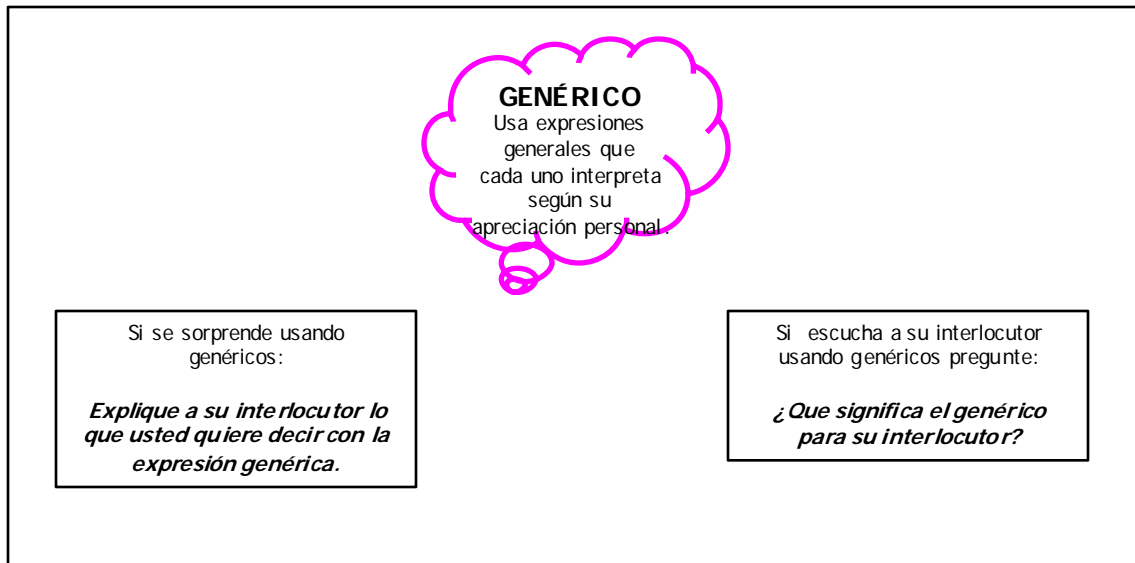 GENÉRICO
Usa expresiones
generales que
cada uno interpreta
según su
apreciación personal.
Si se sorprende usando
genéricos:
Explique a su interlocutor lo
que usted quiere decir con la
expresión genérica.
Si escucha a su interlocutor
usando genéricos pregunte:
¿Que significa el genérico
para su interlocutor?